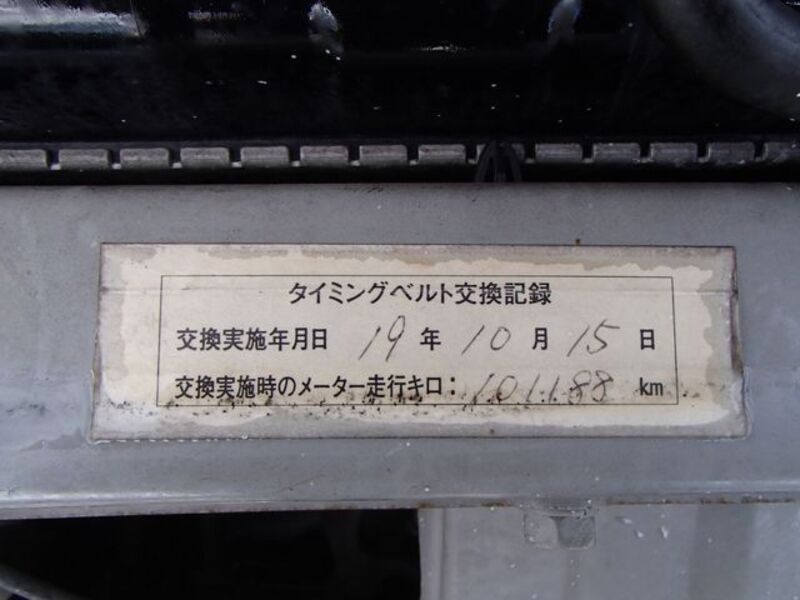 タイミングベルト交換記録
交換実施年月日 19 年 10 月 15 日
交換実施時のメーター走行キロ： 101188 km